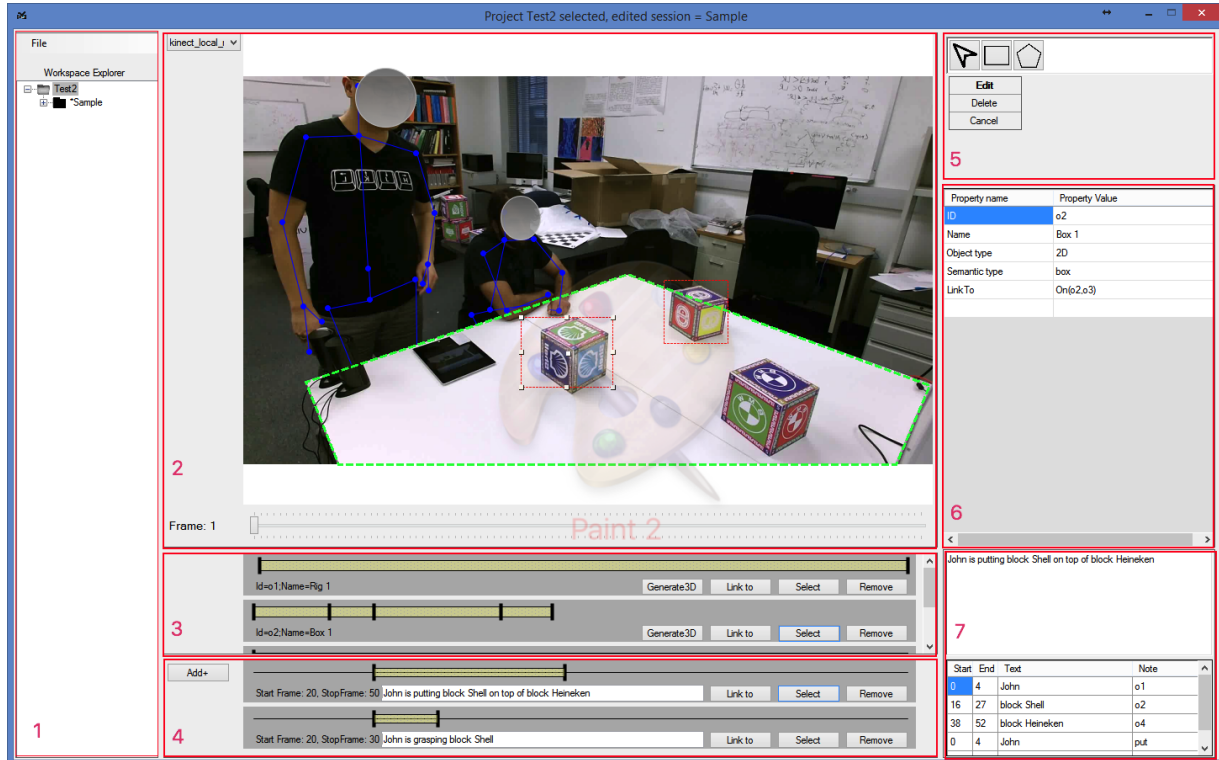 Project Test2 selected, edited session = Sample
File
Workspace Explorer
Test2
*Sample
1
kinect_local_
2
Frame: 1
Paint 2
Id=o1;Name=Rig 1
Generate3D
Link to
Select
Remove
3
Id=o2;Name=Box 1
Generate3D
Link to
Select
Remove
Add+
Start Frame: 20, StopFrame: 50 John is putting block Shell on top of block Heineken
Link to
Select
Remove
4
Start Frame: 20, StopFrame: 30 John is grasping block Shell
Link to
Select
Remove
Edit
Delete
Cancel
5
Property name Property Value
ID o2
Name Box 1
Object type 2D
Semantic type box
LinkTo On(o2,o3)
6
John is putting block Shell on top of block Heineken
7
Start End Text Note
0 4 John o1
16 27 block Shell o2
38 52 block Heineken o4
0 4 John put